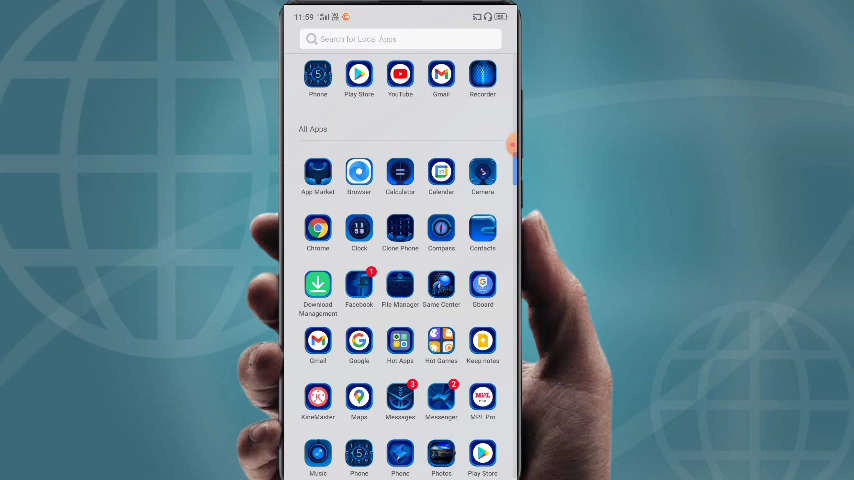 11:59
Search for Local Apps
Phone Play Store YouTube Gmail Recorder
All Apps
App Market Browser Calculator Calendar Camera
Chrome Clock Clone Phone Compass Contacts
1
Download Management Facebook File Manager Game Center Gboard
Gmail Google Hot Apps Hot Games Keep notes
3 2
KineMaster Maps Messages Messenger MPL Pro
Music Phone Phone Photos Play Store